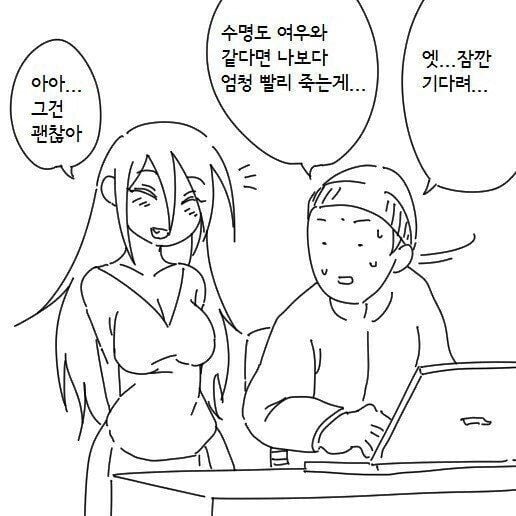 엣...잠깐
기다려...
수명도 여우와
같다면 나보다
엄청 빨리 죽는게...
아아...
그건
괜찮아